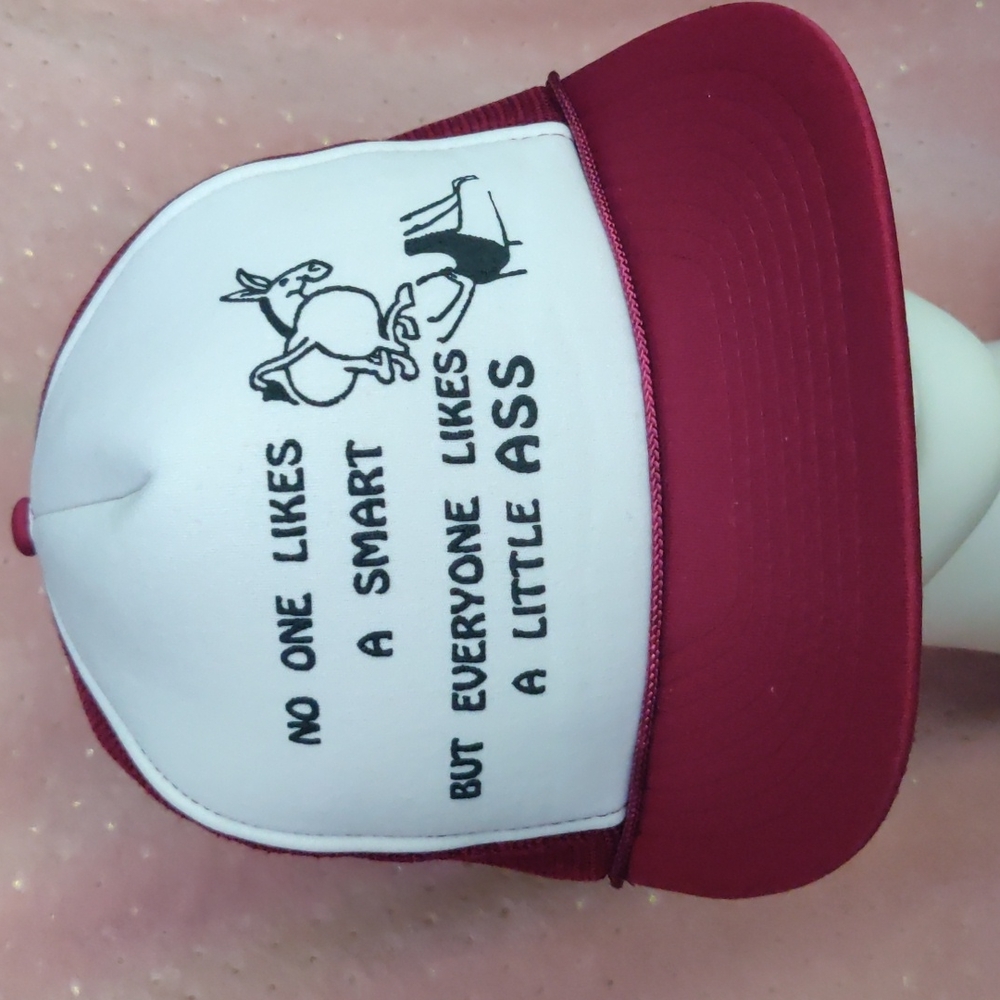 NO ONE LIKES
A SMART
BUT EVERYONE LIKES
A LITTLE ASS